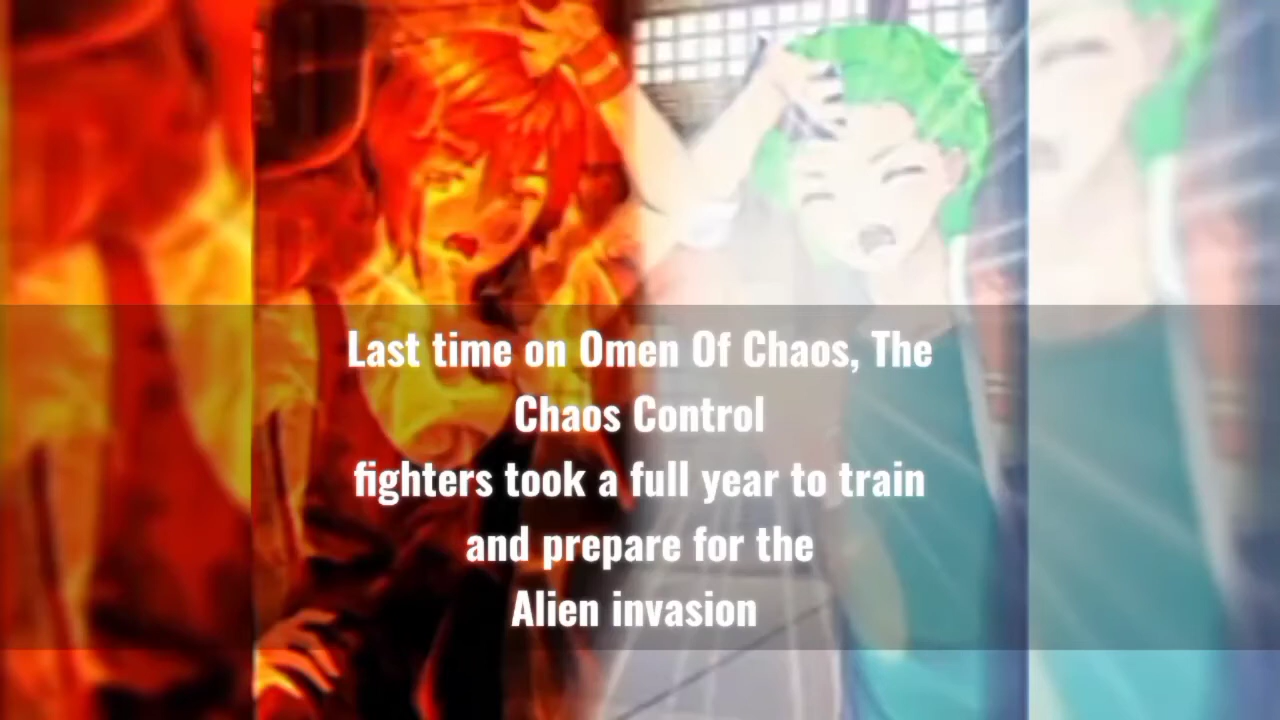 Last time on Omen Of Chaos, The
Chaos Control
fighters took a full year to train
and prepare for the
Alien invasion